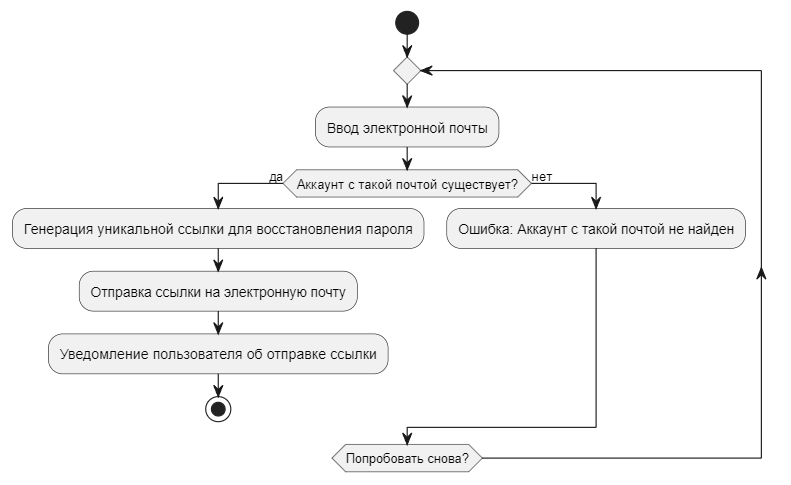 Ввод электронной почты
да
Аккаунт с такой почтой существует?
нет
Генерация уникальной ссылки для восстановления пароля
Ошибка: Аккаунт с такой почтой не найден
Отправка ссылки на электронную почту
Уведомление пользователя об отправке ссылки
Попробовать снова?